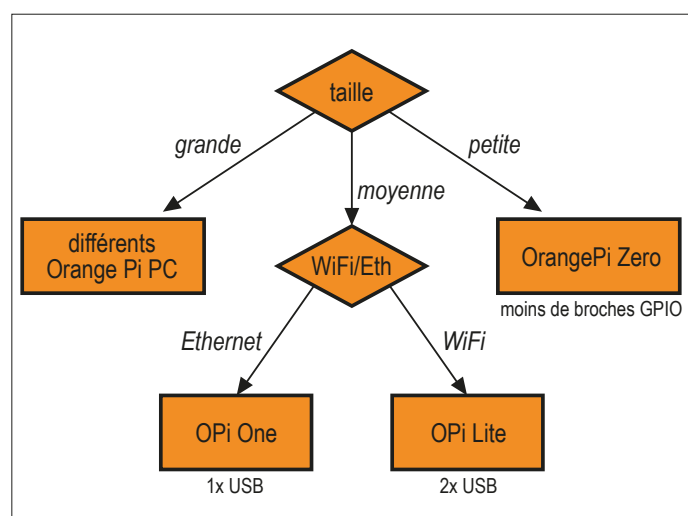 taille
grande
petite
moyenne
différents
Orange Pi PC
WiFi/Eth
OrangePi Zero
moins de broches GPIO
Ethernet
WiFi
OPi One
OPi Lite
1x USB
2x USB